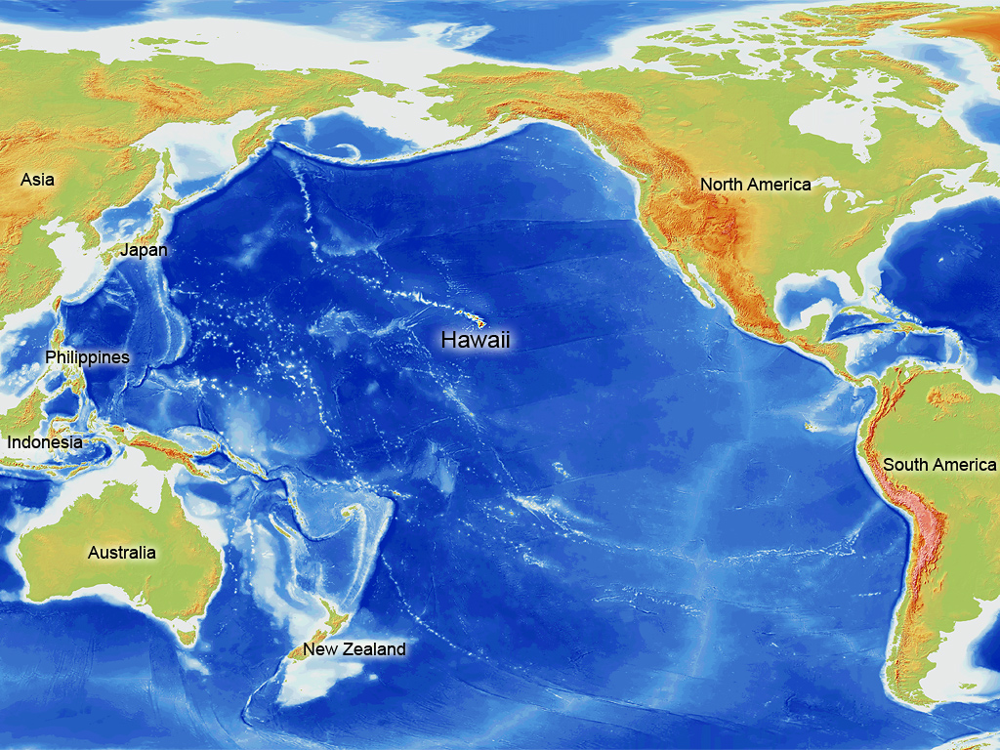 Asia
North America
Japan
Hawaii
Philippines
Indonesia
South America
Australia
New Zealand